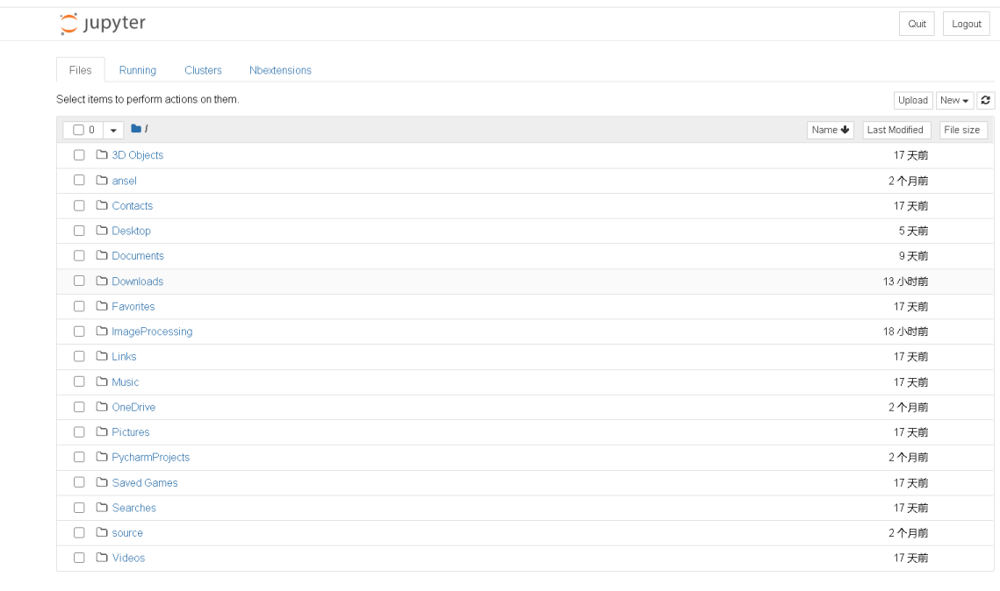 jupyter Quit Logout
Files Running Clusters Nbextensions
Select items to perform actions on them. Upload New
0 / Name Last Modified File size
3D Objects 17 天前
ansel 2 个月前
Contacts 17 天前
Desktop 5 天前
Documents 9 天前
Downloads 13 小时前
Favorites 17 天前
ImageProcessing 18 小时前
Links 17 天前
Music 17 天前
OneDrive 2 个月前
Pictures 17 天前
PycharmProjects 2 个月前
Saved Games 17 天前
Searches 17 天前
source 2 个月前
Videos 17 天前